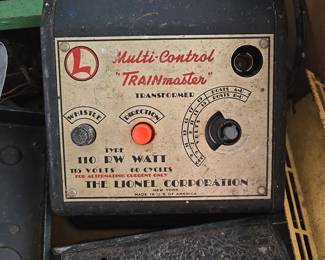 L
Multi-Control
"TRAINmaster"
TRANSFORMER
WHISTLE
DIRECTION
VOLTS
TYPE
110 RW WATT
115 VOLTS 60 CYCLES
FOR ALTERNATING CURRENT ONLY
THE LIONEL CORPORATION
NEW YORK
MADE IN U.S. OF AMERICA